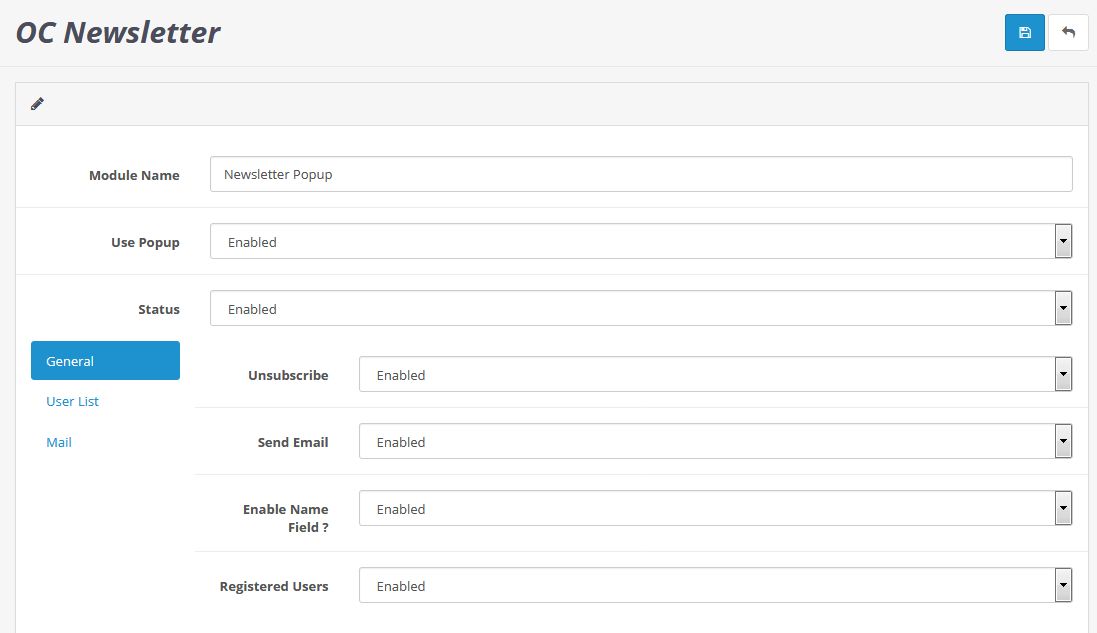 OC Newsletter
Module Name
Newsletter Popup
Use Popup
Enabled
Status
Enabled
General
User List
Mail
Unsubscribe
Enabled
Send Email
Enabled
Enable Name
Field ?
Enabled
Registered Users
Enabled